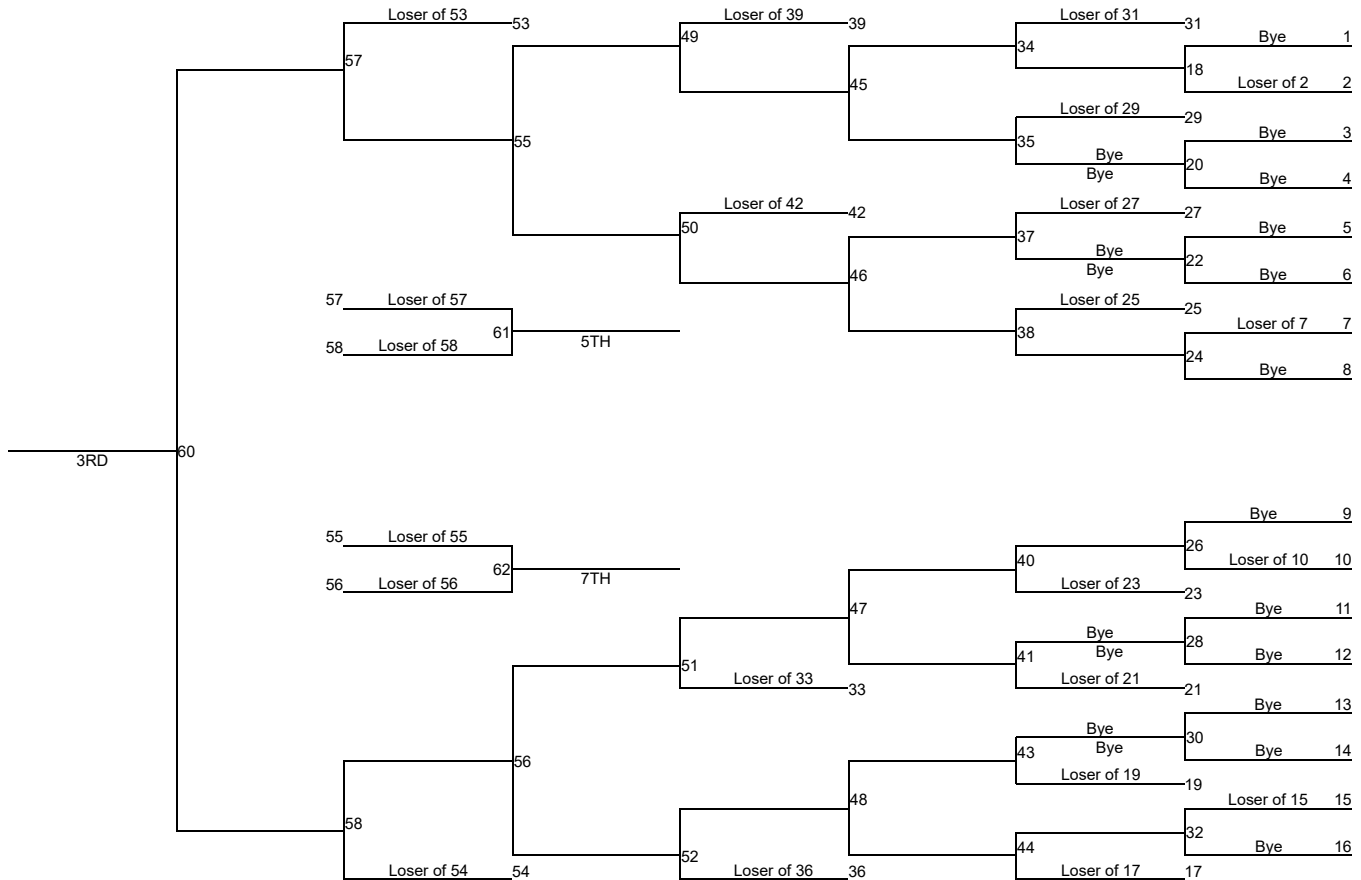 Loser of 53 53 Loser of 39 39 Loser of 31 31
49 34 Bye 1
57 18
45 Loser of 2 2
Loser of 29 29
55 35 Bye 3
Bye 20
Bye Bye 4
Loser of 42 42 Loser of 27 27
50 37 Bye 5
Bye 22
46 Bye Bye 6
57 Loser of 57 Loser of 25 25
61 38 Loser of 7 7
58 Loser of 58 5TH 24
Bye 8
60
3RD
Bye 9
55 Loser of 55 26
62 40 Loser of 10 10
56 Loser of 56 7TH Loser of 23 23
47 Bye 11
Bye 28
51 41 Bye Bye 12
Loser of 33 33 Loser of 21 21
Bye 13
Bye 30
56 43 Bye Bye 14
Loser of 19 19
48 Loser of 15 15
58 32
52 44 Bye 16
Loser of 54 54 Loser of 36 36 Loser of 17 17